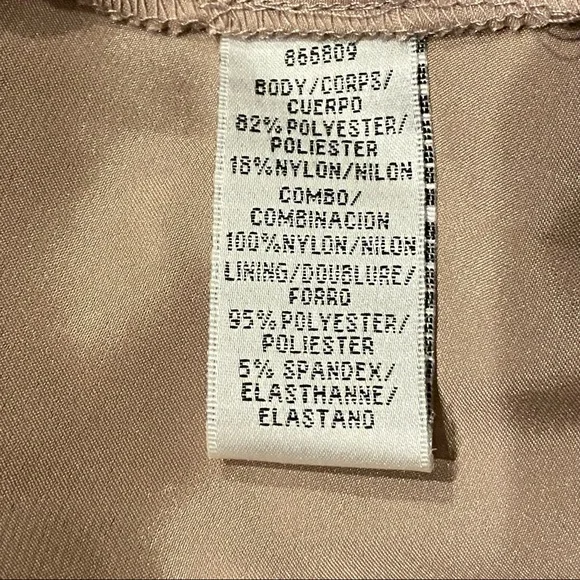 866809
BODY/CORPS/
CUERPO
82% POLYESTER/
POLIESTER
18% NYLON/NILON
COMBO/
COMBINACION
100% NYLON/NILON
LINING/DOUBLURE/
FORRO
95% POLYESTER/
POLIESTER
5% SPANDEX/
ELASTHANNE/
ELASTANO